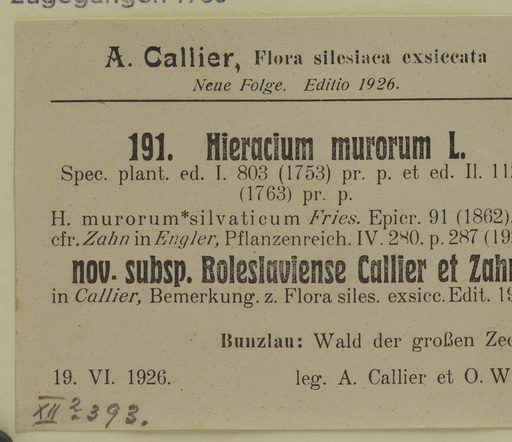 A. Callier, Flora silesiaca exsiccata
Neue Folge. Editio 1926.
191. Hieracium murorum L.
Spec. plant. ed. I. 803 (1753) pr. p. et ed. II.
(1763) pr. p.
H. murorum*silvaticum Fries. Epicr. 91 (1862)
cfr. Zahn in Engler, Pflanzenreich. IV. 280. p. 287
nov. subsp. Boleslaviense Callier et Zahn
in Callier, Bemerkung. z. Flora siles. exsicc. Edit.
Bunzlau: Wald der großen
19. VI. 1926. leg. A. Callier et O. W
XII 2 393.